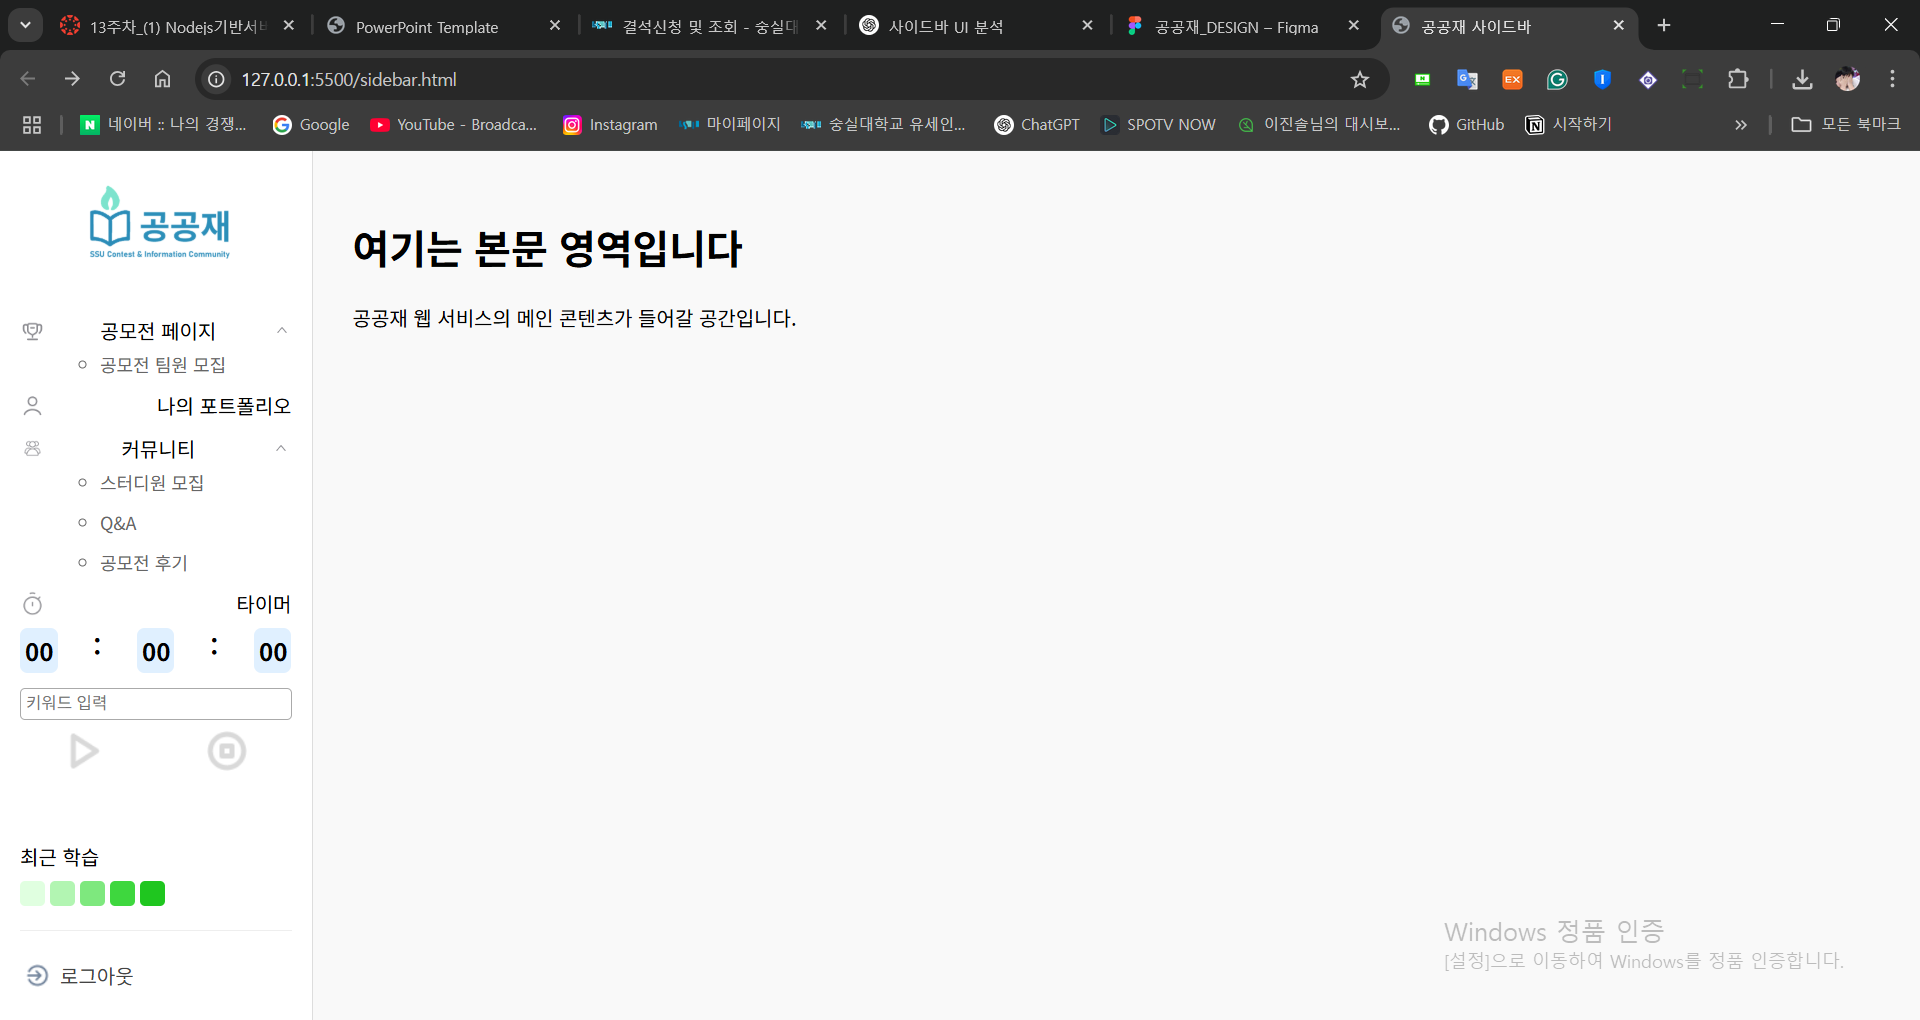 13주차_(1) Nodejs기반서버
PowerPoint Template
결석신청 및 조회 - 숭실대
사이드바 UI 분석
공공재_DESIGN – Figma
공공재 사이드바
127.0.0.1:5500/sidebar.html
네이버 :: 나의 경쟁...
Google
YouTube - Broadca...
Instagram
마이페이지
숭실대학교 유세인...
ChatGPT
SPOTV NOW
이진솔님의 대시보...
GitHub
시작하기
모든 북마크
공공재
SSU Contest & Information Community
공모전 페이지
공모전 팀원 모집
나의 포트폴리오
커뮤니티
스터디원 모집
Q&A
공모전 후기
타이머
00 : 00 : 00
키워드 입력
최근 학습
로그아웃
여기는 본문 영역입니다
공공재 웹 서비스의 메인 콘텐츠가 들어갈 공간입니다.
Windows 정품 인증
[설정]으로 이동하여 Windows를 정품 인증합니다.